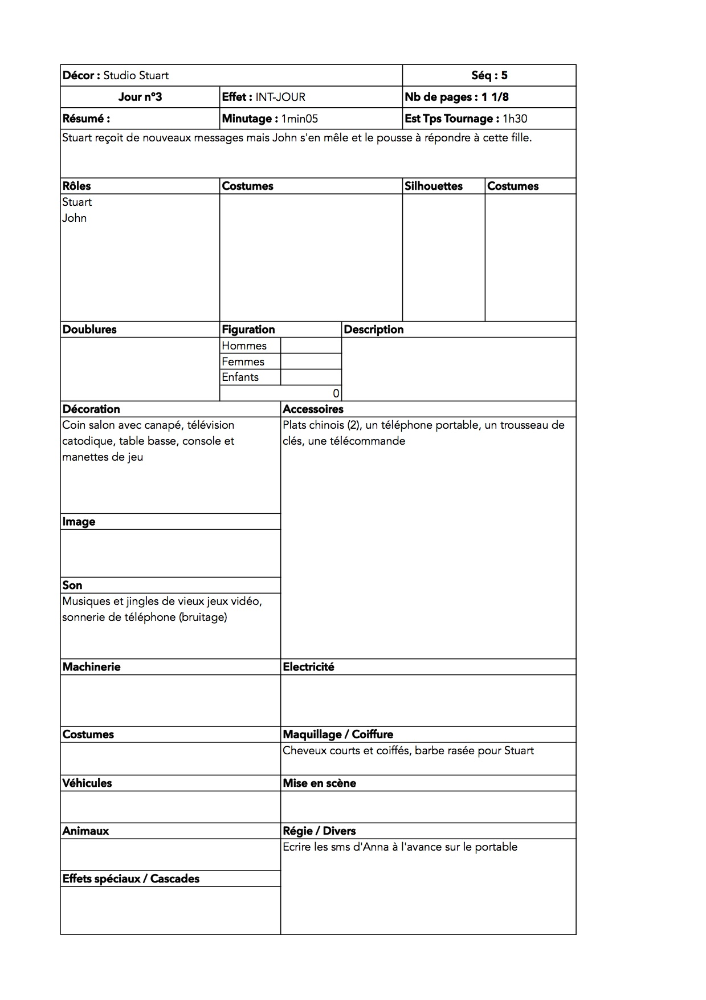 Décor : Studio Stuart
Séq : 5
Jour n°3
Effet : INT-JOUR
Nb de pages : 1 1/8
Résumé :
Minutage : 1min05
Est Tps Tournage : 1h30
Stuart reçoit de nouveaux messages mais John s'en mêle et le pousse à répondre à cette fille.
Rôles
Costumes
Silhouettes
Costumes
Stuart
John
Doublures
Figuration
Description
Hommes
Femmes
Enfants
0
Décoration
Accessoires
Coin salon avec canapé, télévision
catodique, table basse, console et
manettes de jeu
Plats chinois (2), un téléphone portable, un trousseau de
clés, une télécommande
Image
Son
Musiques et jingles de vieux jeux vidéo,
sonnerie de téléphone (bruitage)
Machinerie
Electricité
Costumes
Maquillage / Coiffure
Cheveux courts et coiffés, barbe rasée pour Stuart
Véhicules
Mise en scène
Animaux
Régie / Divers
Ecrire les sms d'Anna à l'avance sur le portable
Effets spéciaux / Cascades